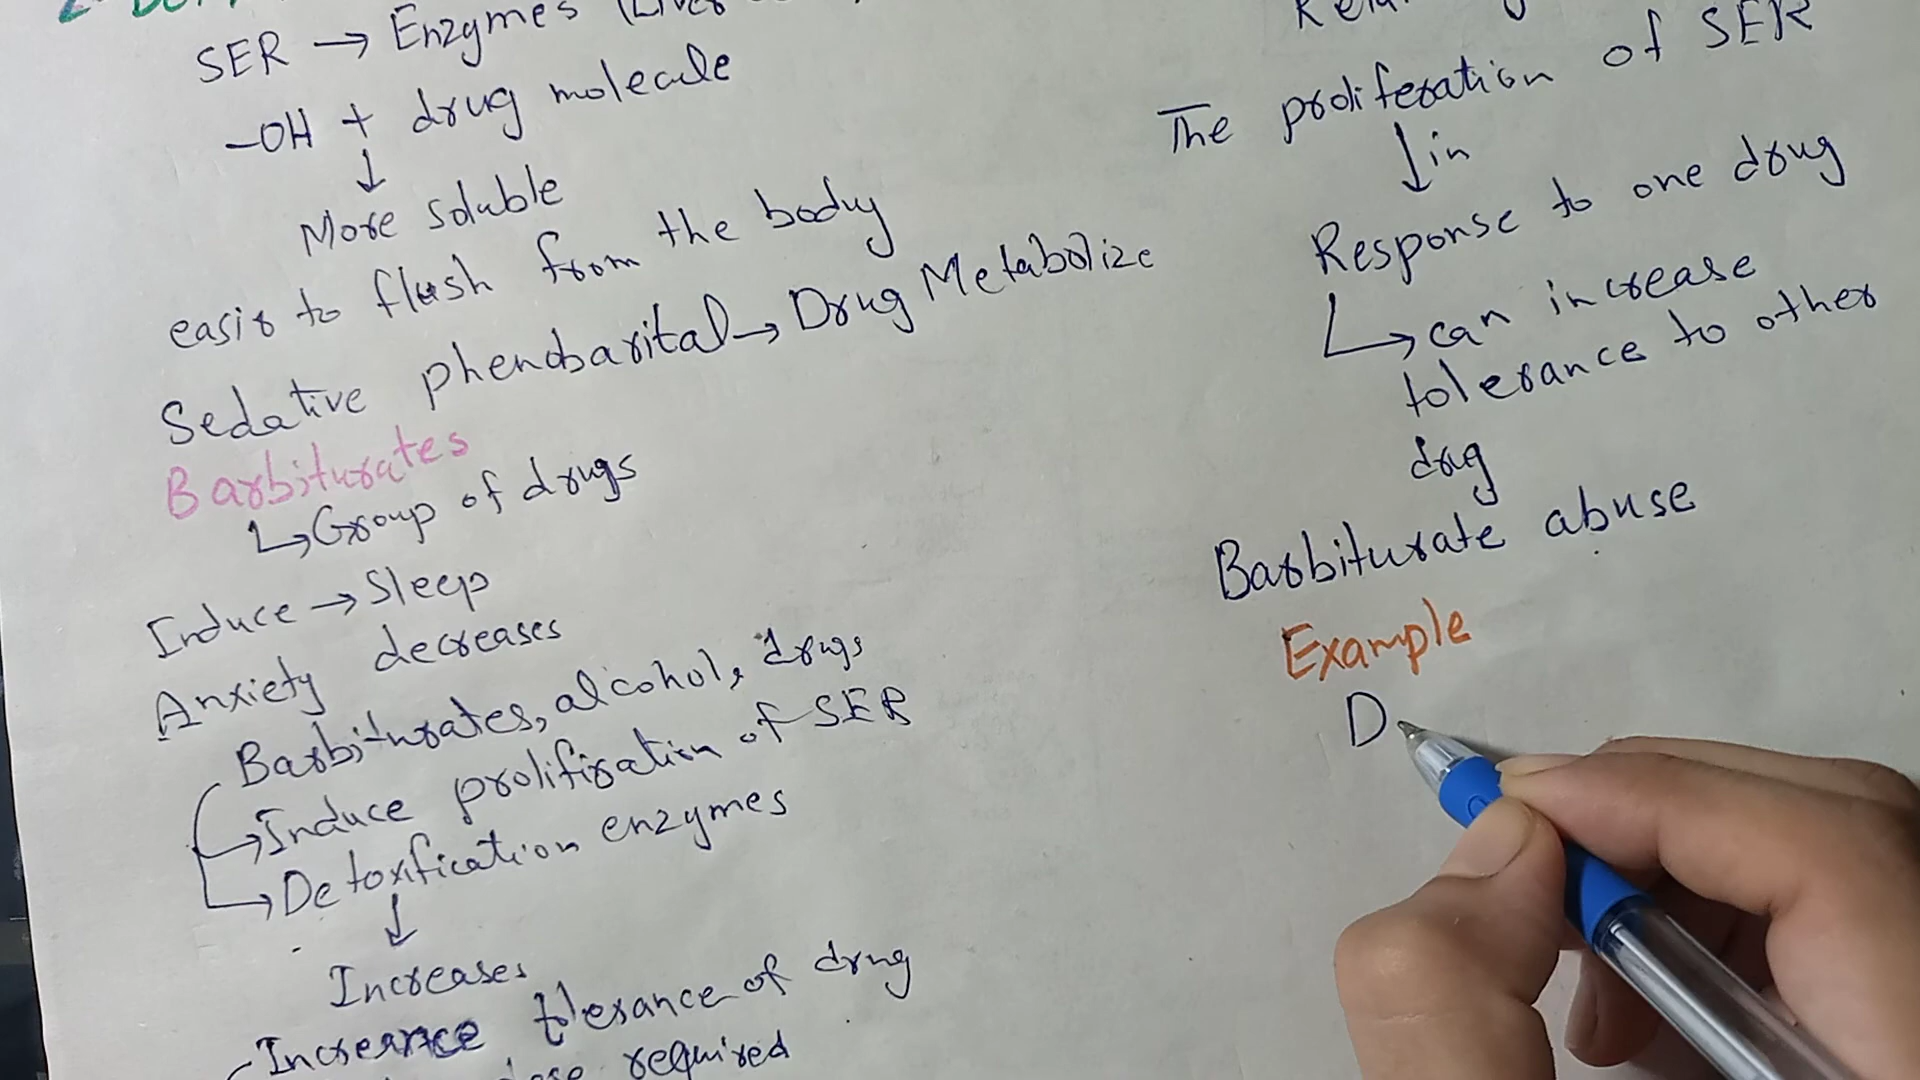 SER → Enzymes (Liver
-OH + drug molecule
↓
More soluble
easir to flush from the body
Sedative phenobarital → Drug Metabolize
Barbiturates
↳ Group of drugs
Induce → Sleep
Anxiety decreases
Barbiturates, alcohol, drugs
→ Induce prolifiration of SER
→ Detoxification enzymes
↓
Increases
tolerance of drug
required
The proliferation of SER
↓ in
Response to one drug
↳ can increase
tolerance to other
drug
Barbiturate abuse
Example
D